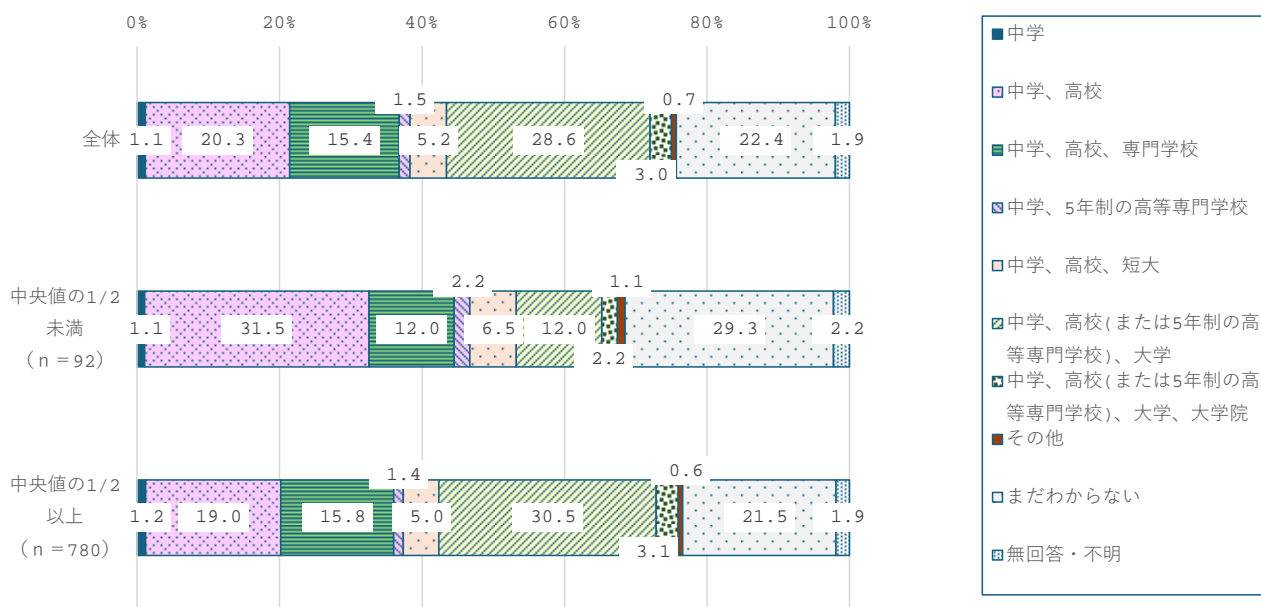 0% 20% 40% 60% 80% 100%
1.5 0.7
全体 1.1 20.3 15.4 5.2 28.6 22.4 1.9
3.0
2.2 1.1
中央値の1/2
未満
(n=92)
1.1 31.5 12.0 6.5 12.0 29.3 2.2
2.2
1.4 0.6
中央値の1/2
以上
(n=780)
1.2 19.0 15.8 5.0 30.5 21.5 1.9
3.1
中学
中学、高校
中学、高校、専門学校
中学、5年制の高等専門学校
中学、高校、短大
中学、高校(または5年制の高
等専門学校)、大学
中学、高校(または5年制の高
等専門学校)、大学、大学院
その他
まだわからない
無回答・不明